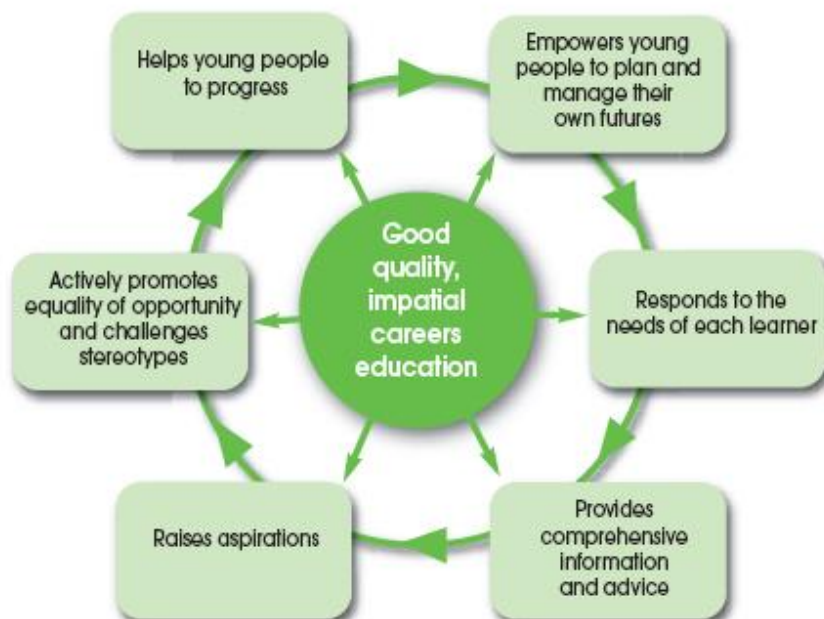 Helps young people
to progress
Empowers young
people to plan and
manage their
own futures
Good
quality,
impatial
careers
education
Actively promotes
equality of opportunity
and challenges
stereotypes
Responds to the
needs of each learner
Raises aspirations
Provides
comprehensive
information
and advice